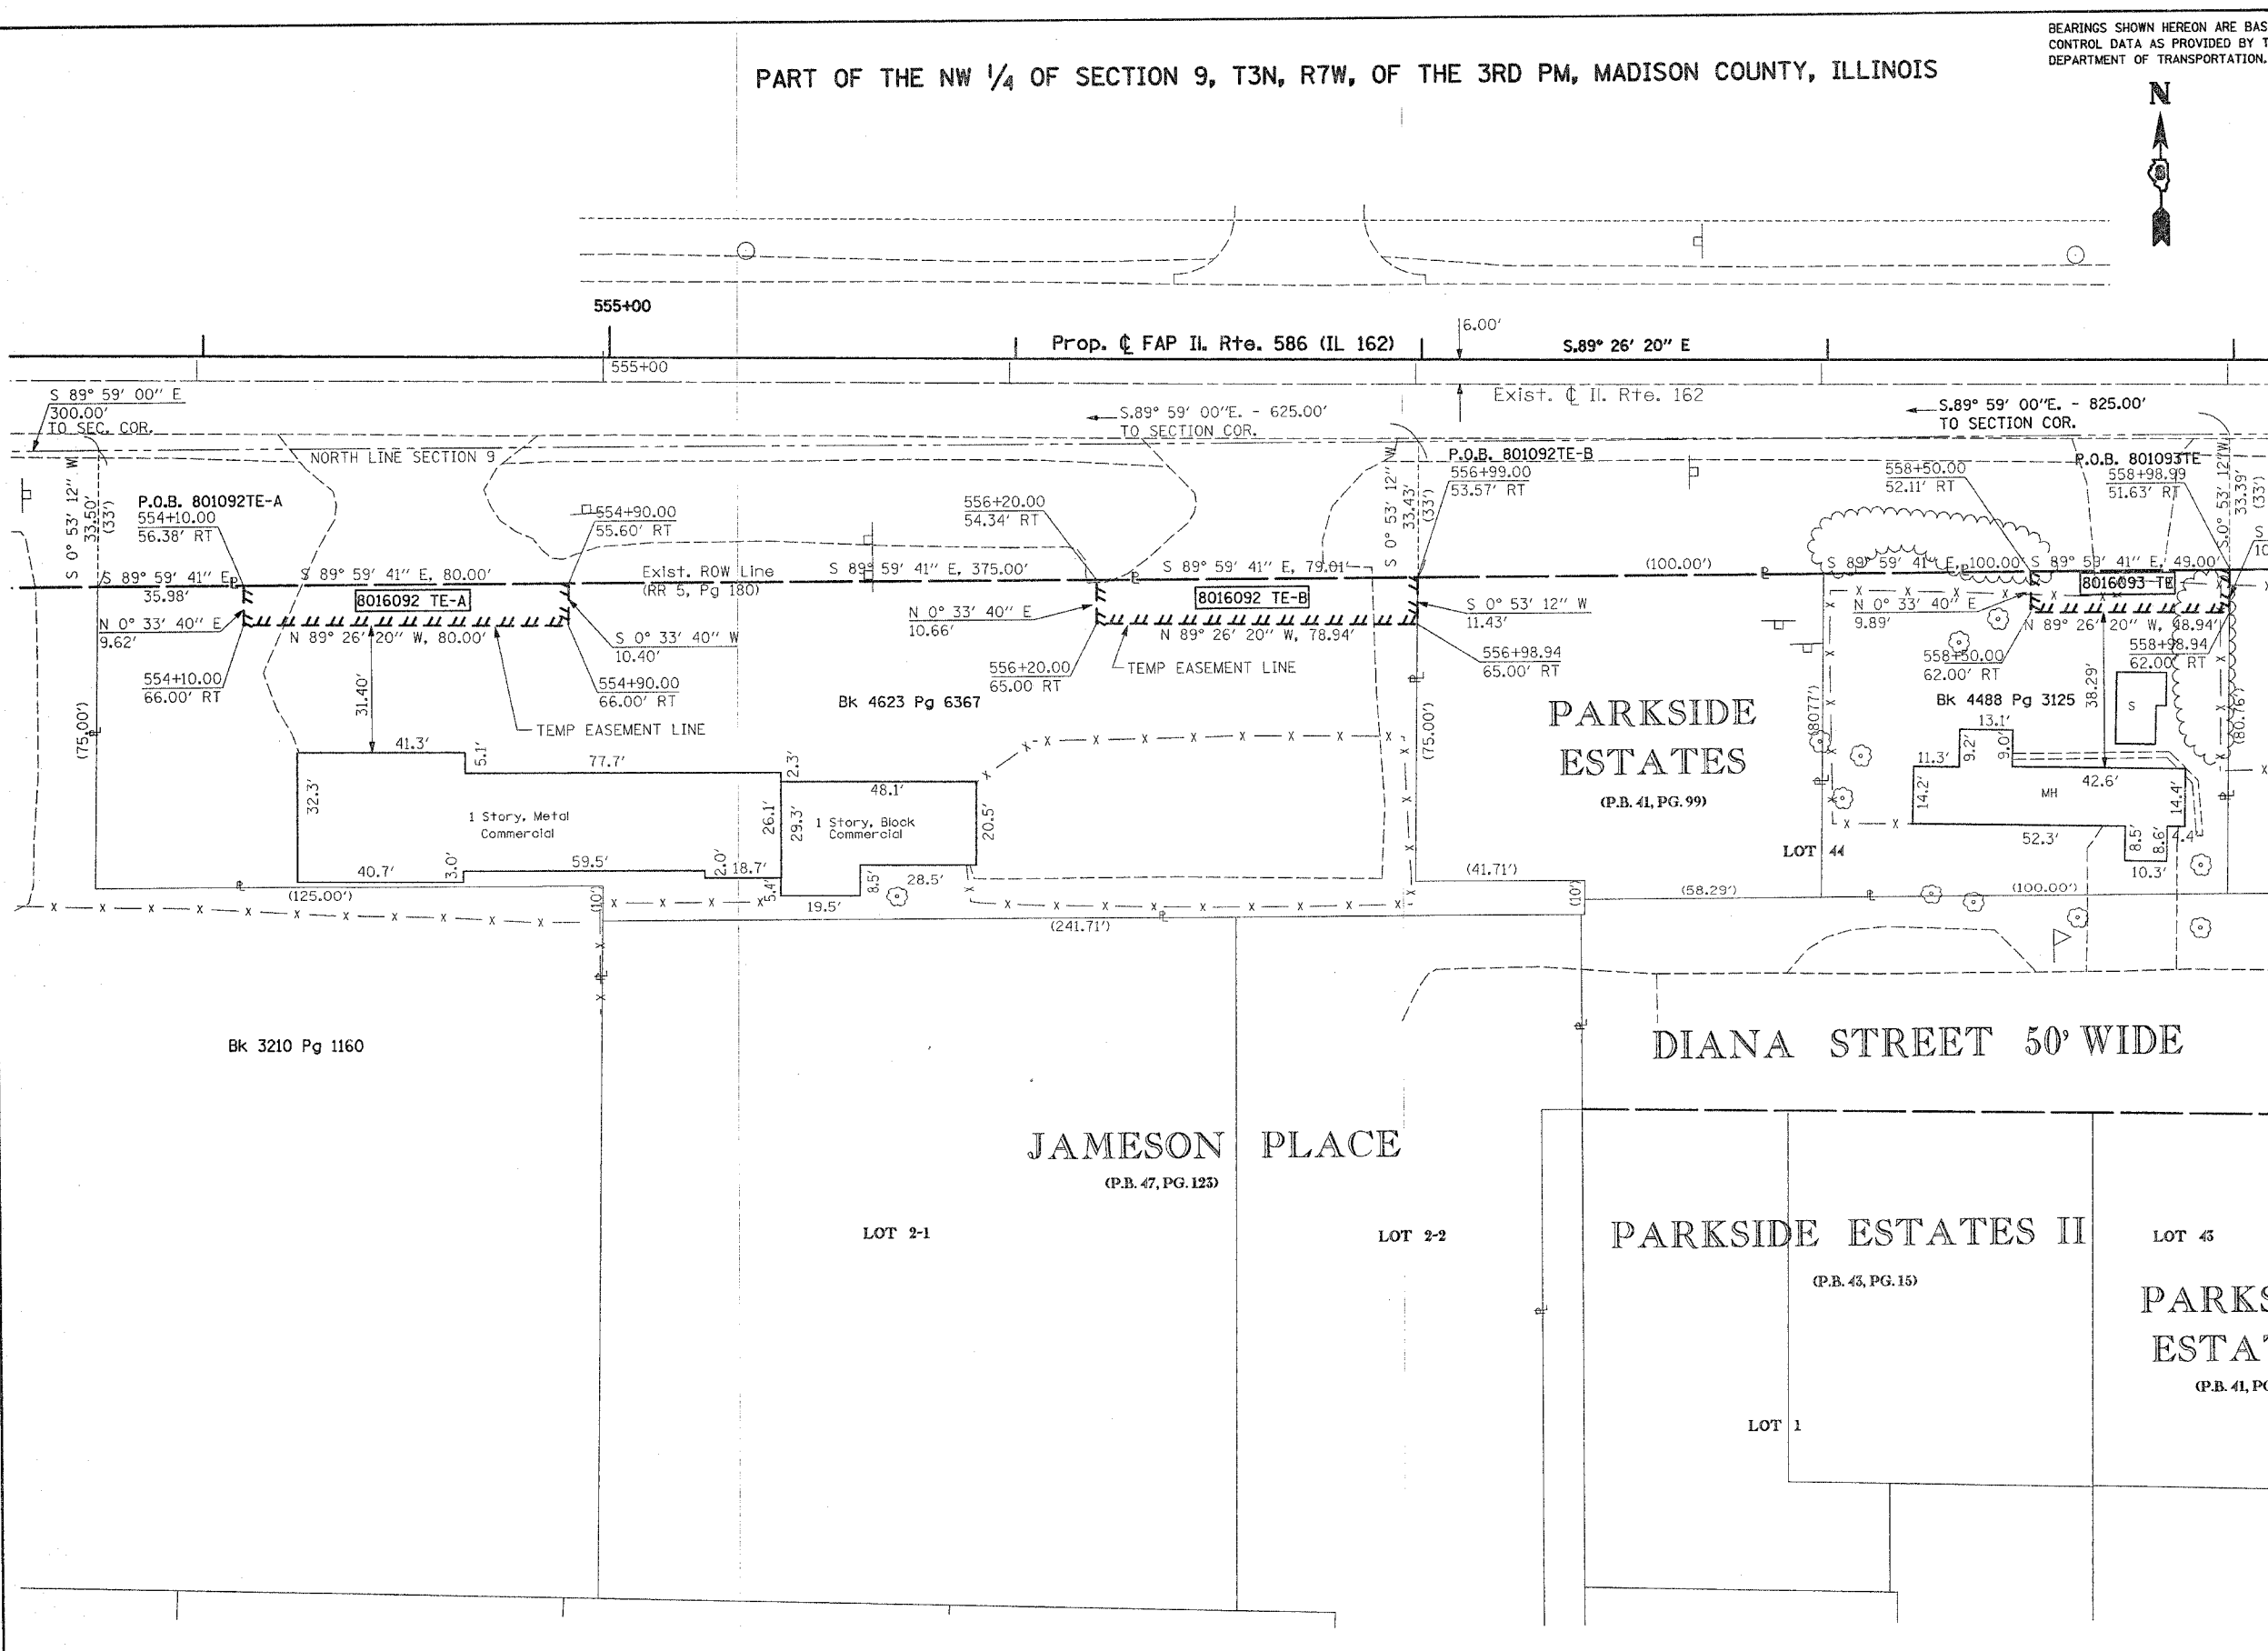 BEARINGS SHOWN HEREON ARE BAS
CONTROL DATA AS PROVIDED BY T
DEPARTMENT OF TRANSPORTATION.
PART OF THE NW 1/4 OF SECTION 9, T3N, R7W, OF THE 3RD PM, MADISON COUNTY, ILLINOIS
N
555+00
Prop. ℄ FAP Il. Rte. 586 (IL 162)
6.00'
S.89° 26' 20" E
555+00
Exist. ℄ Il. Rte. 162
S 89° 59' 00" E
300.00'
TO SEC. COR.
S.89° 59' 00"E. - 625.00'
TO SECTION COR.
S.89° 59' 00"E. - 825.00'
TO SECTION COR.
NORTH LINE SECTION 9
S 0° 53' 12" W
33.50'
(33')
P.O.B. 801092TE-A
554+10.00
56.38' RT
554+90.00
55.60' RT
556+20.00
54.34' RT
S 0° 53' 12" W
33.43'
(33')
P.O.B. 801092TE-B
556+99.00
53.57' RT
558+50.00
52.11' RT
P.O.B. 801093TE
558+98.99
51.63' RT
S.0° 53' 12"W
33.39'
(33')
S
10
S 89° 59' 41" E
35.98'
S 89° 59' 41" E, 80.00'
Exist. ROW Line
(RR 5, Pg 180)
S 89° 59' 41" E, 375.00'
S 89° 59' 41" E, 79.01'
(100.00')
S 89° 59' 41" E, 100.00'
S 89° 59' 41" E, 49.00'
8016092 TE-A
8016092 TE-B
8016093 TE
N 0° 33' 40" E
9.62'
N 89° 26' 20" W, 80.00'
S 0° 33' 40" W
10.40'
N 0° 33' 40" E
10.66'
N 89° 26' 20" W, 78.94'
S 0° 53' 12" W
11.43'
N 0° 33' 40" E
9.89'
N 89° 26' 20" W, 48.94'
554+10.00
66.00' RT
554+90.00
66.00' RT
556+20.00
65.00 RT
TEMP EASEMENT LINE
556+98.94
65.00' RT
558+50.00
62.00' RT
558+98.94
62.00' RT
31.40'
TEMP EASEMENT LINE
Bk 4623 Pg 6367
PARKSIDE
ESTATES
(P.B. 41, PG. 99)
Bk 4488 Pg 3125
38.29'
S
(75.00')
(75.00')
(8077')
(80.76')
41.3'
5.1'
77.7'
2.3'
48.1'
32.3'
1 Story, Metal
Commercial
26.1'
29.3'
1 Story, Block
Commercial
20.5'
40.7'
3.0'
59.5'
2.0'
18.7'
5.4'
19.5'
8.5'
28.5'
13.1'
9.2'
9.0'
11.3'
14.2'
MH
42.6'
14.4'
52.3'
8.5'
8.6'
4.4'
10.3'
LOT 44
(125.00')
(10')
(241.71')
(41.71')
(10')
(58.29')
(100.00')
Bk 3210 Pg 1160
DIANA STREET 50' WIDE
JAMESON PLACE
(P.B. 47, PG. 123)
LOT 2-1
LOT 2-2
PARKSIDE ESTATES II
(P.B. 43, PG. 15)
LOT 43
PARKS
ESTAT
(P.B. 41, PG
LOT 1